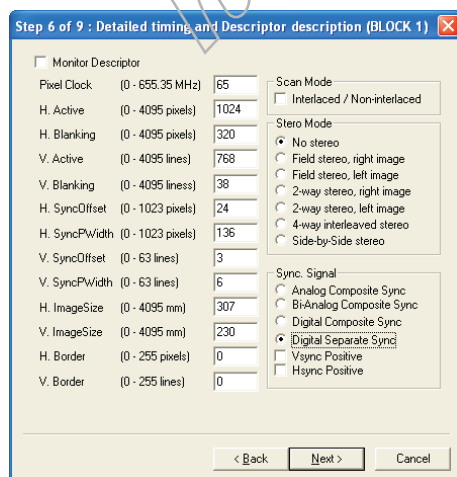 Step 6 of 9 : Detailed timing and Descriptor description (BLOCK 1)
Monitor Descriptor
Pixel Clock (0 - 655.35 MHz) 65
H. Active (0 - 4095 pixels) 1024
H. Blanking (0 - 4095 pixels) 320
V. Active (0 - 4095 lines) 768
V. Blanking (0 - 4095 liness) 38
H. SyncOffset (0 - 1023 pixels) 24
H. SyncPWidth (0 - 1023 pixels) 136
V. SyncOffset (0 - 63 lines) 3
V. SyncPWidth (0 - 63 lines) 6
H. ImageSize (0 - 4095 mm) 307
V. ImageSize (0 - 4095 mm) 230
H. Border (0 - 255 pixels) 0
V. Border (0 - 255 lines) 0
Scan Mode
Interlaced / Non-interlaced
Stero Mode
No stereo
Field stereo, right image
Field stereo, left image
2-way stereo, right image
2-way stereo, left image
4-way interleaved stereo
Side-by-Side stereo
Sync. Signal
Analog Composite Sync
Bi-Analog Composite Sync
Digital Composite Sync
Digital Separate Sync
Vsync Positive
Hsync Positive
< Back
Next >
Cancel